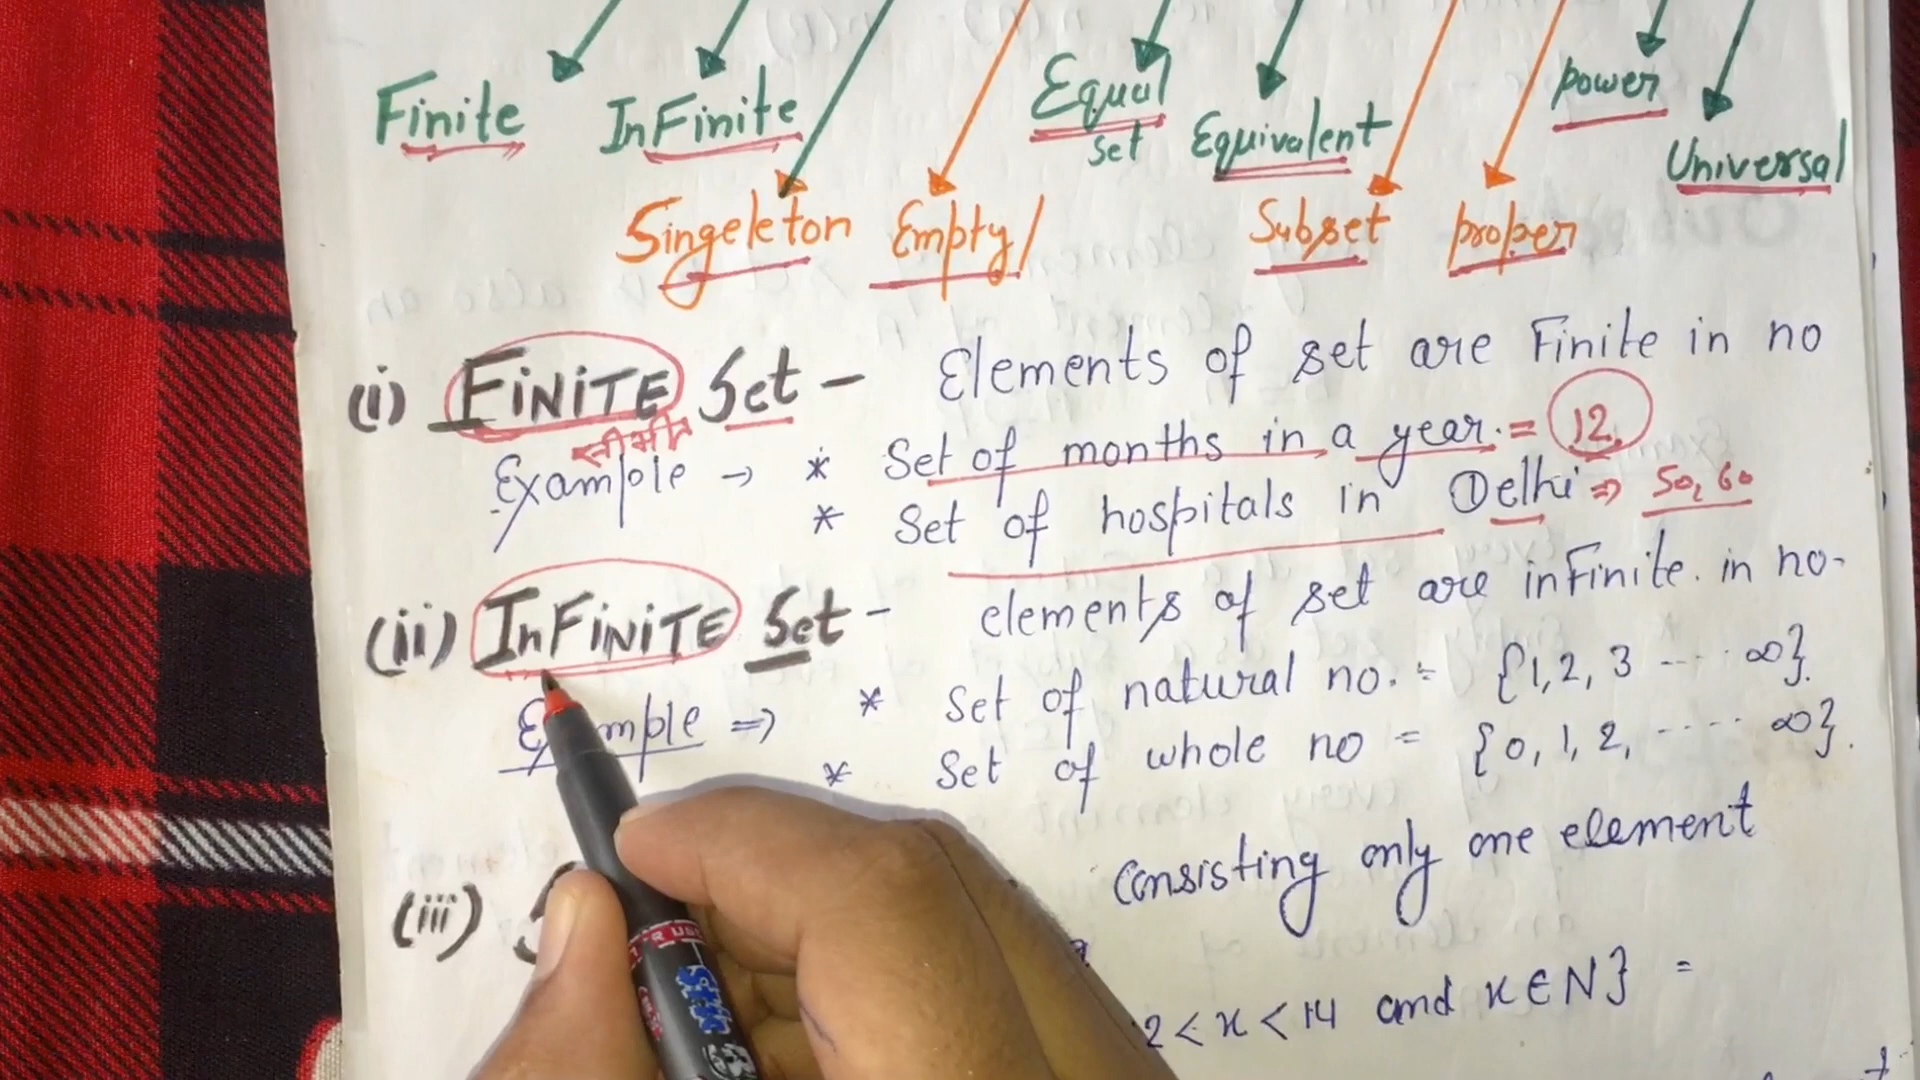 Finite InFinite Equal set Equivalent power Universal
Singeleton Empty/ Subset proper
(i) FiNiTE Set - Elements of set are Finite in no
Example → * Set of months in a year. = 12.
* Set of hospitals in Delhi ⇒ 50, 60
(ii) InFiNiTE Set - elements of set are infinite. in no-
⇒ * Set of natural no. = {1, 2, 3 ---- ∞}.
* Set of whole no = {0, 1, 2, ---- ∞}.
(iii) Consisting only one element
2 < x < 14 and x ∈ N} =